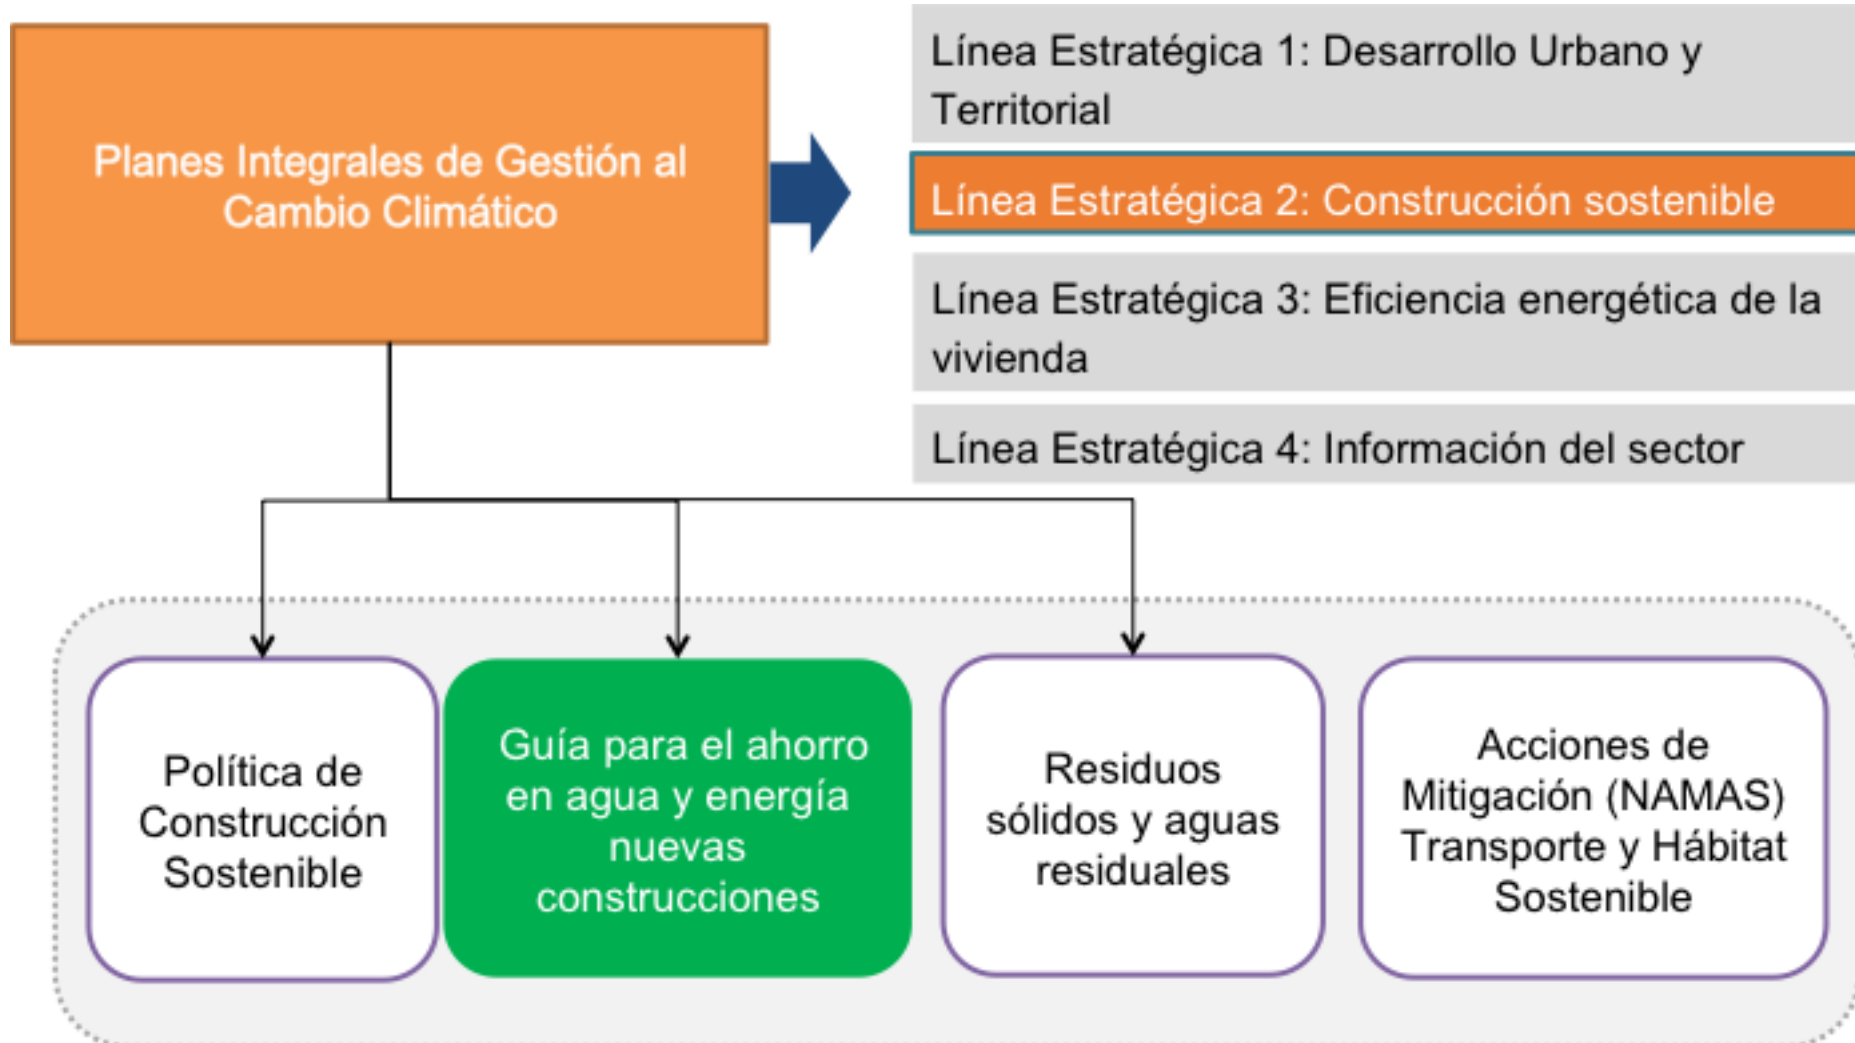 Planes Integrales de Gestión al
Cambio Climático
Línea Estratégica 1: Desarrollo Urbano y
Territorial
Línea Estratégica 2: Construcción sostenible
Línea Estratégica 3: Eficiencia energética de la
vivienda
Línea Estratégica 4: Información del sector
Política de
Construcción
Sostenible
Guía para el ahorro
en agua y energía
nuevas
construcciones
Residuos
sólidos y aguas
residuales
Acciones de
Mitigación (NAMAS)
Transporte y Hábitat
Sostenible